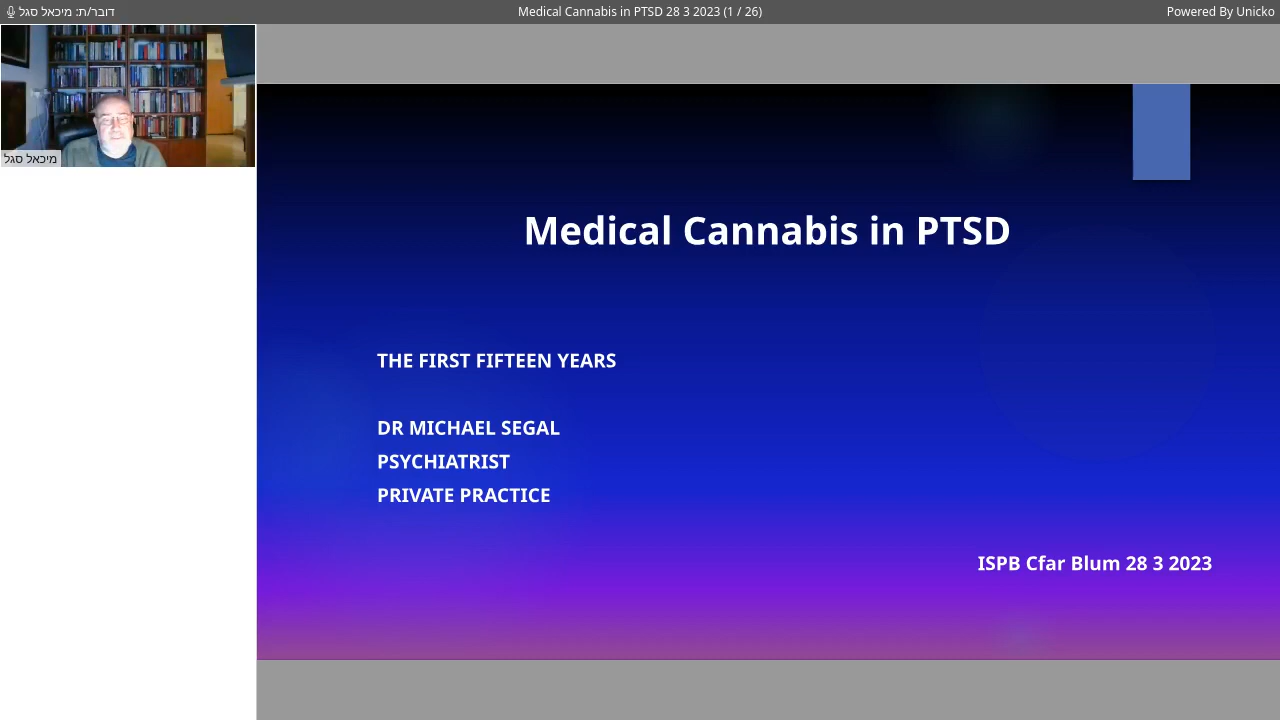 דובר/ת: מיכאל סגל
Medical Cannabis in PTSD 28 3 2023 (1 / 26)
Powered By Unicko
מיכאל סגל
Medical Cannabis in PTSD
THE FIRST FIFTEEN YEARS
DR MICHAEL SEGAL
PSYCHIATRIST
PRIVATE PRACTICE
ISPB Cfar Blum 28 3 2023